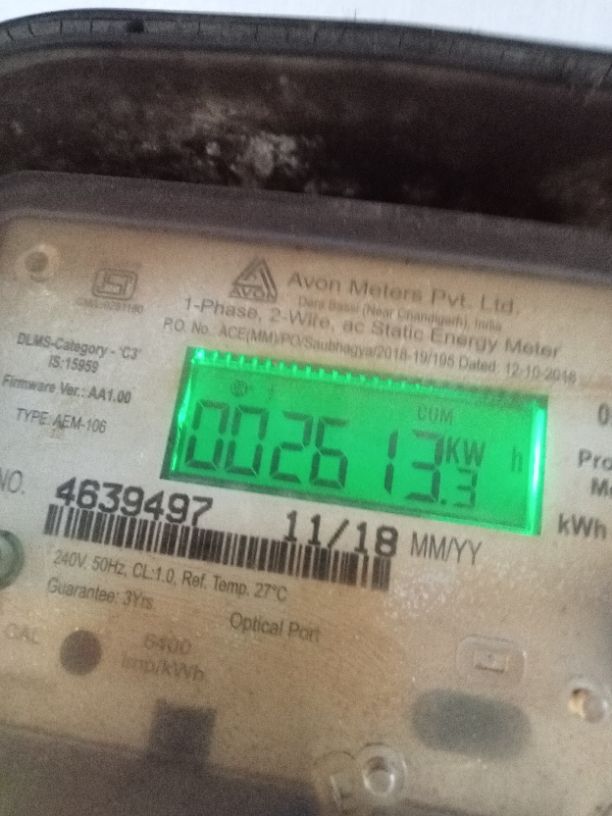 Avon Meters Pvt. Ltd.
AVON
Dera Bassi (Near Chandigarh), India
1-Phase, 2-Wire, ac Static Energy Meter
P.O. No.: ACE(MM)/PO/Saubhagya/2018-19/195 Dated: 12-10-2018
DLMS-Category - 'C3'
IS:15959
Firmware Ver.: AA1.00
TYPE: AEM-106
COM
002613.3 KW h
NO. 4639497 11/18 MM/YY
kWh
240V, 50Hz, CL:1.0, Ref. Temp. 27°C
Guarantee: 3Yrs.
Optical Port
CAL
6400
imp/kWh